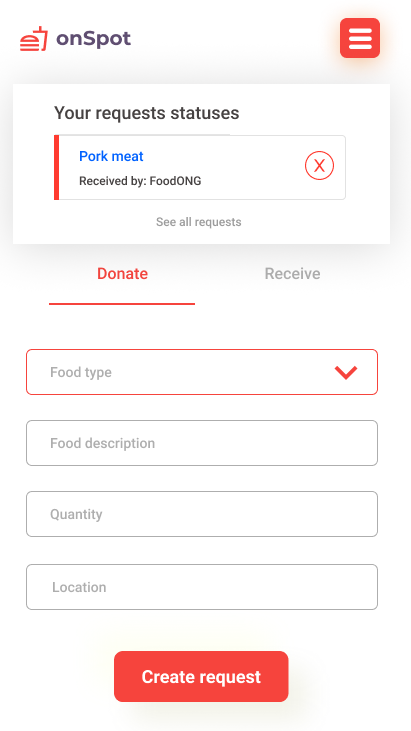 onSpot
Your requests statuses
Pork meat
Received by: FoodONG
X
See all requests
Donate
Receive
Food type
Food description
Quantity
Location
Create request